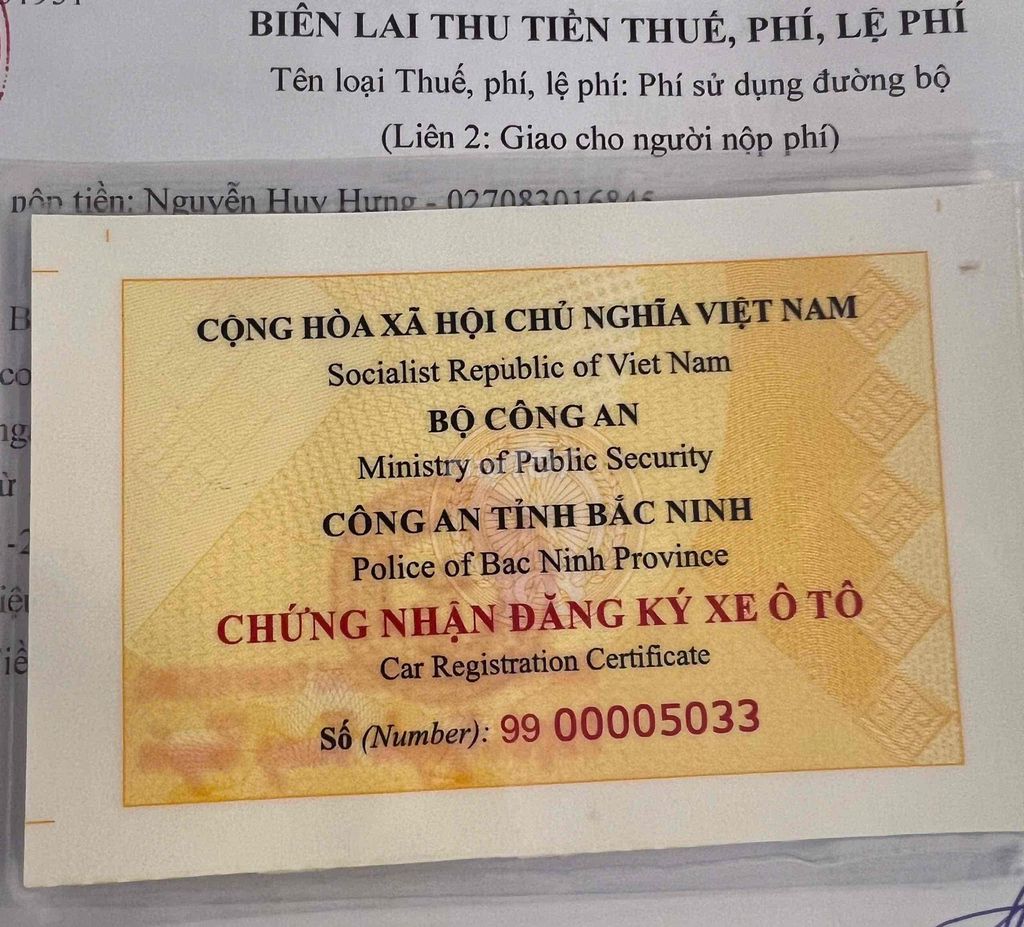 BIÊN LAI THU TIỀN THUẾ, PHÍ, LỆ PHÍ
Tên loại Thuế, phí, lệ phí: Phí sử dụng đường bộ
(Liên 2: Giao cho người nộp phí)
nộp tiền: Nguyễn Huy Hưng - 027083016845
CỘNG HÒA XÃ HỘI CHỦ NGHĨA VIỆT NAM
Socialist Republic of Viet Nam
BỘ CÔNG AN
Ministry of Public Security
CÔNG AN TỈNH BẮC NINH
Police of Bac Ninh Province
CHỨNG NHẬN ĐĂNG KÝ XE Ô TÔ
Car Registration Certificate
Số (Number): 99 00005033